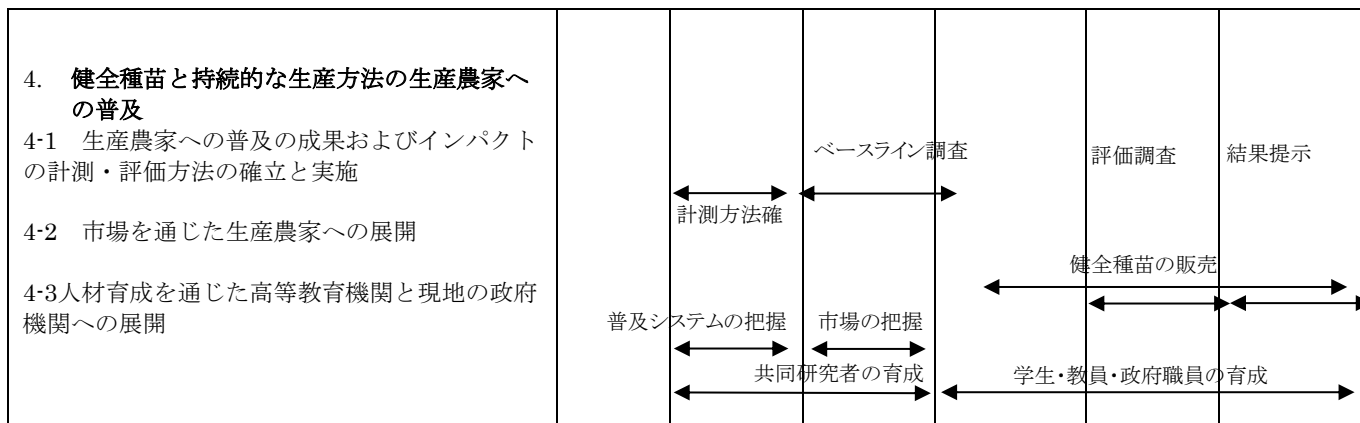 4. 健全種苗と持続的な生産方法の生産農家へ
の普及
4-1 生産農家への普及の成果およびインパクト
の計測・評価方法の確立と実施
4-2 市場を通じた生産農家への展開
4-3人材育成を通じた高等教育機関と現地の政府
機関への展開
ベースライン調査
評価調査
結果提示
計測方法確
健全種苗の販売
普及システムの把握
市場の把握
共同研究者の育成
学生・教員・政府職員の育成